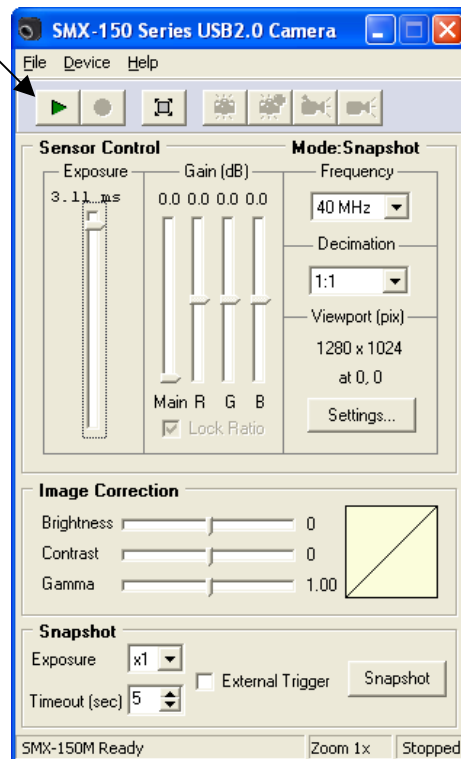 SMX-150 Series USB2.0 Camera
File Device Help
Sensor Control Mode:Snapshot
Exposure Gain (dB) Frequency
3.11 ms 0.0 0.0 0.0 0.0
40 MHz
Decimation
1:1
Viewport (pix)
1280 x 1024
at 0, 0
Main R G B
Settings...
Lock Ratio
Image Correction
Brightness 0
Contrast 0
Gamma 1.00
Snapshot
Exposure x1
External Trigger Snapshot
Timeout (sec) 5
SMX-150M Ready Zoom 1x Stopped